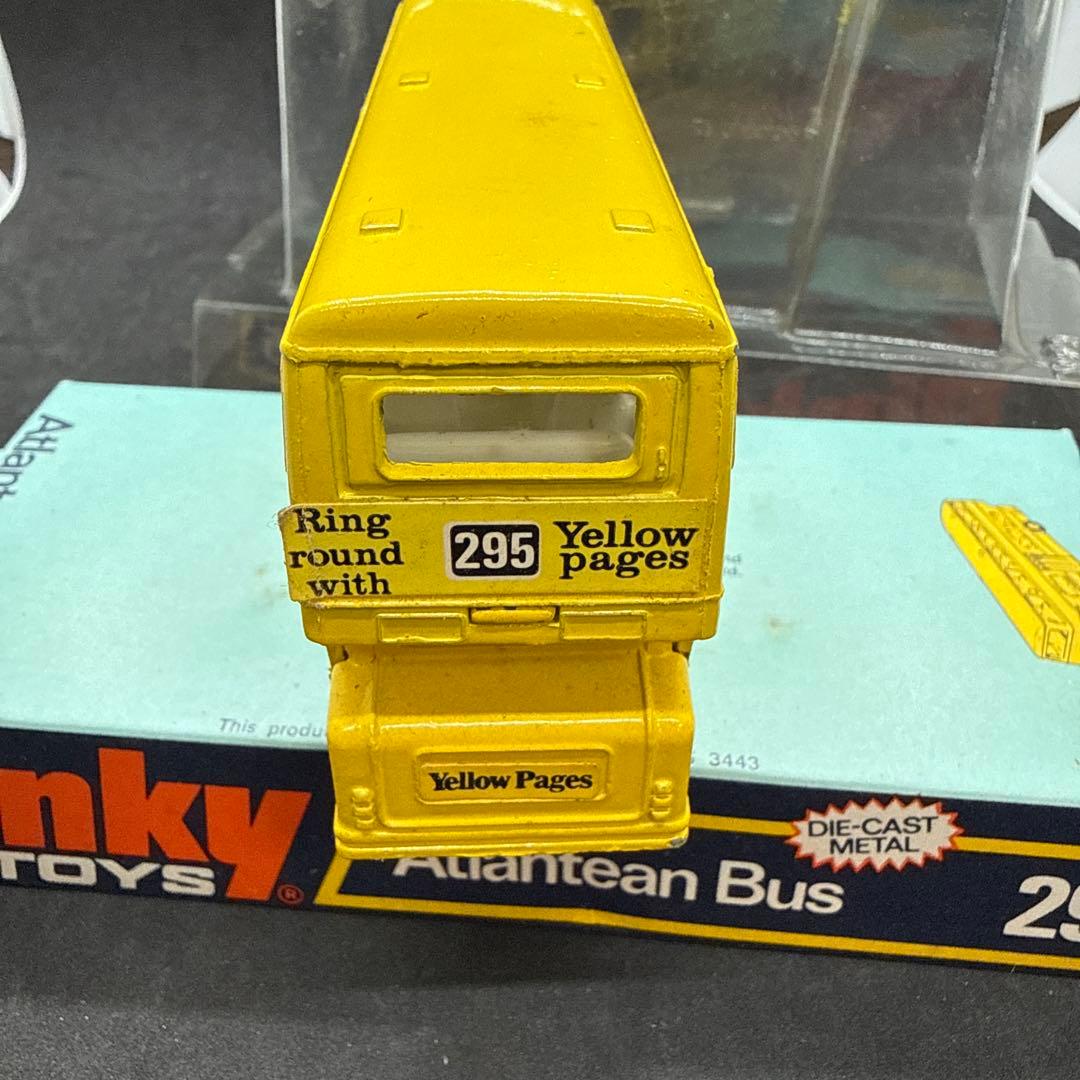 Atlant
Ring
round
with
295
Yellow
pages
This produ
3443
Yellow Pages
nky
TOYS
®
Atlantean Bus
DIE-CAST
METAL
29